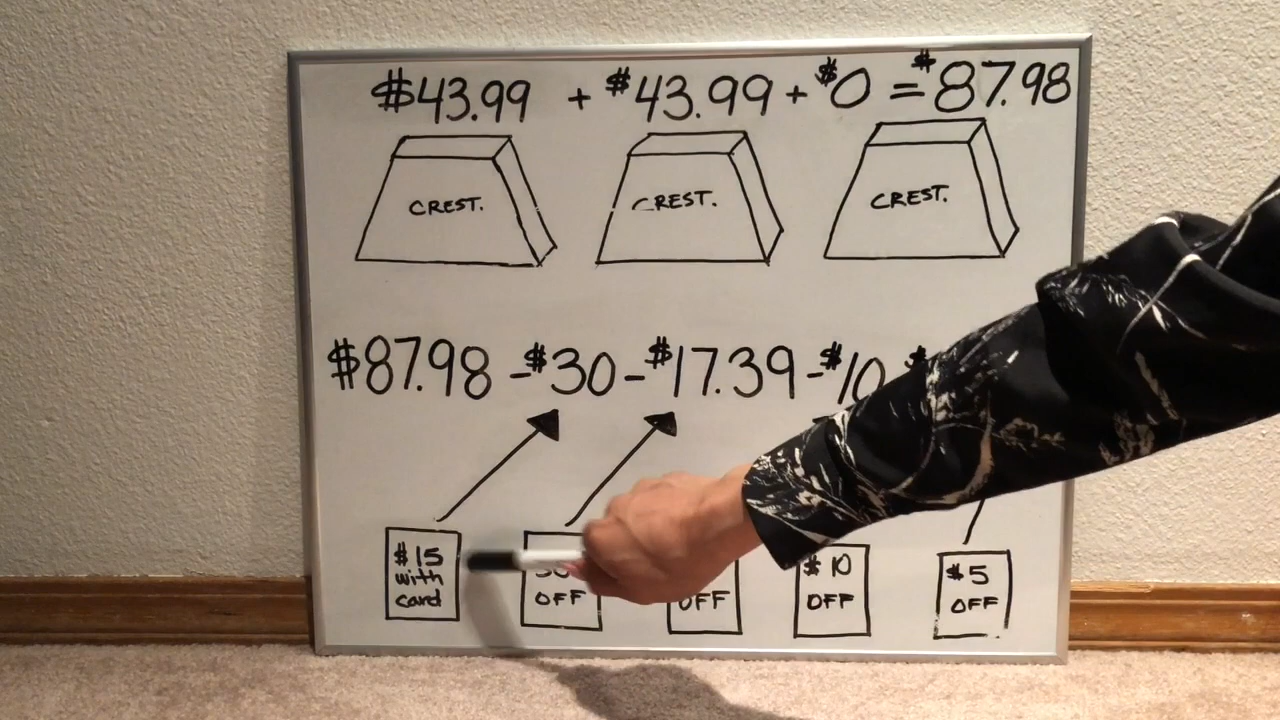 $43.99 + $43.99 + $0 = $87.98
CREST. CREST. CREST.
$87.98 - $30 - $17.39 - $10
$15 with card
OFF
OFF
$10 OFF
$5 OFF